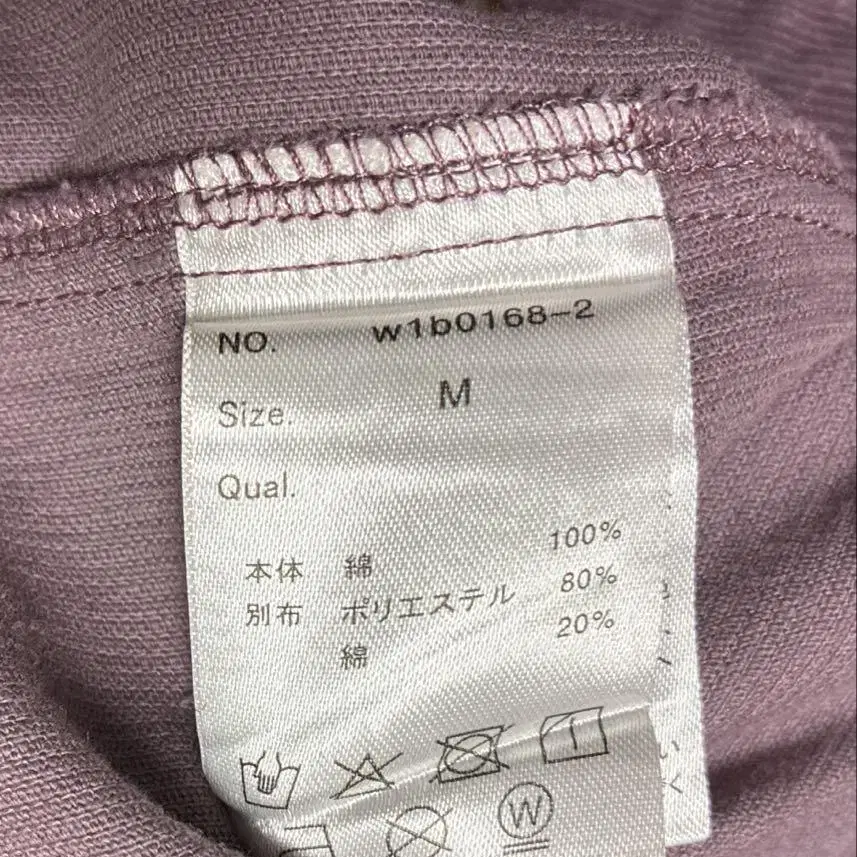 NO. w1b0168-2
Size. M
Qual.
本体 綿 100%
別布 ポリエステル 80%
綿 20%
W